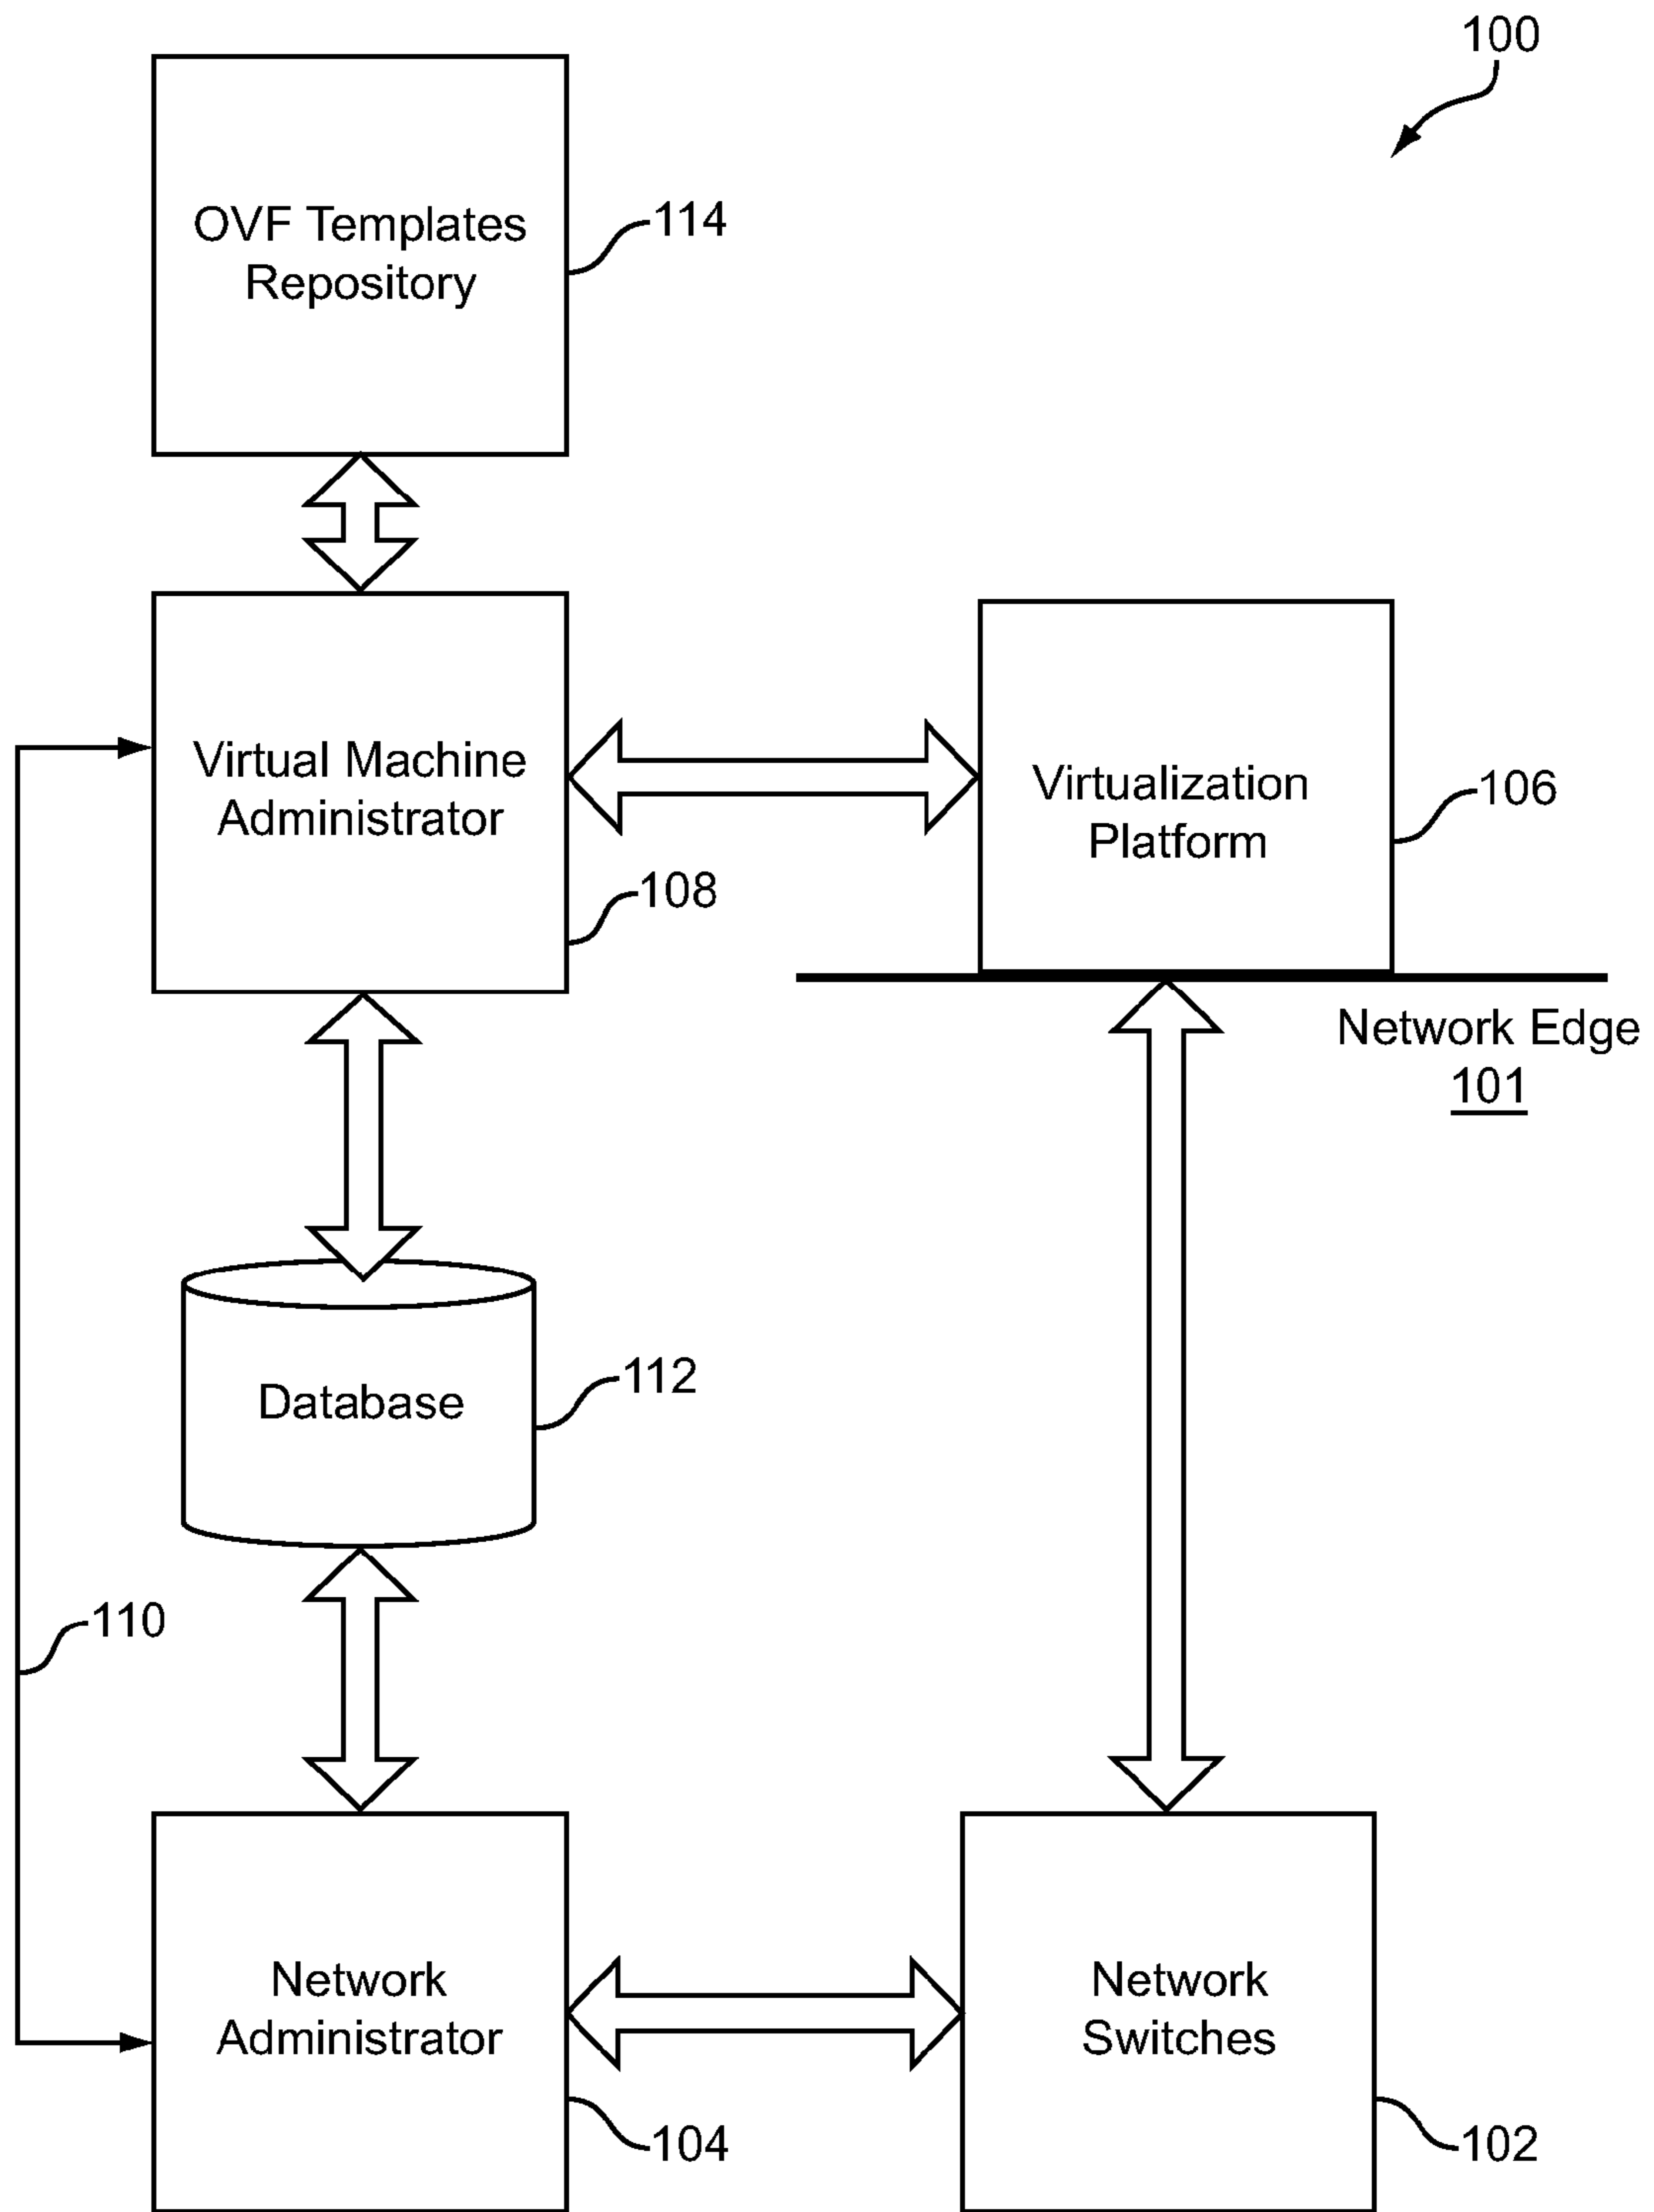 100
OVF Templates
Repository
114
Virtual Machine
Administrator
108
Virtualization
Platform
106
Network Edge
101
Database
112
110
Network
Administrator
104
Network
Switches
102